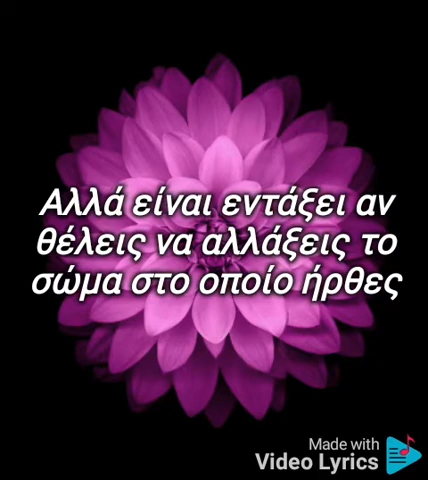 Αλλά είναι εντάξει αν
θέλεις να αλλάξεις το
σώμα στο οποίο ήρθες
Made with
Video Lyrics